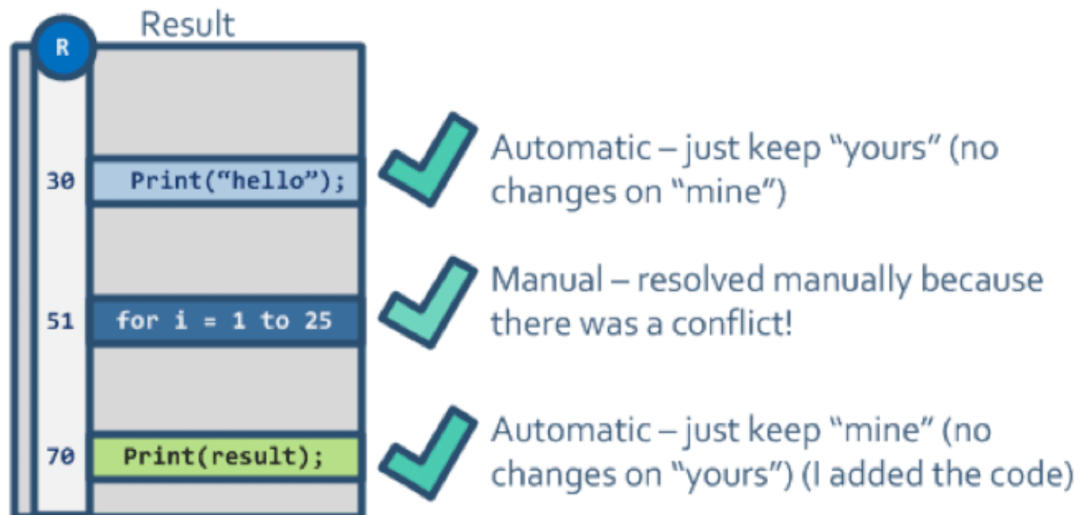 Result
R
30 Print(“hello”);
Automatic – just keep “yours” (no
changes on “mine”)
51 for i = 1 to 25
Manual – resolved manually because
there was a conflict!
70 Print(result);
Automatic – just keep “mine” (no
changes on “yours”) (I added the code)